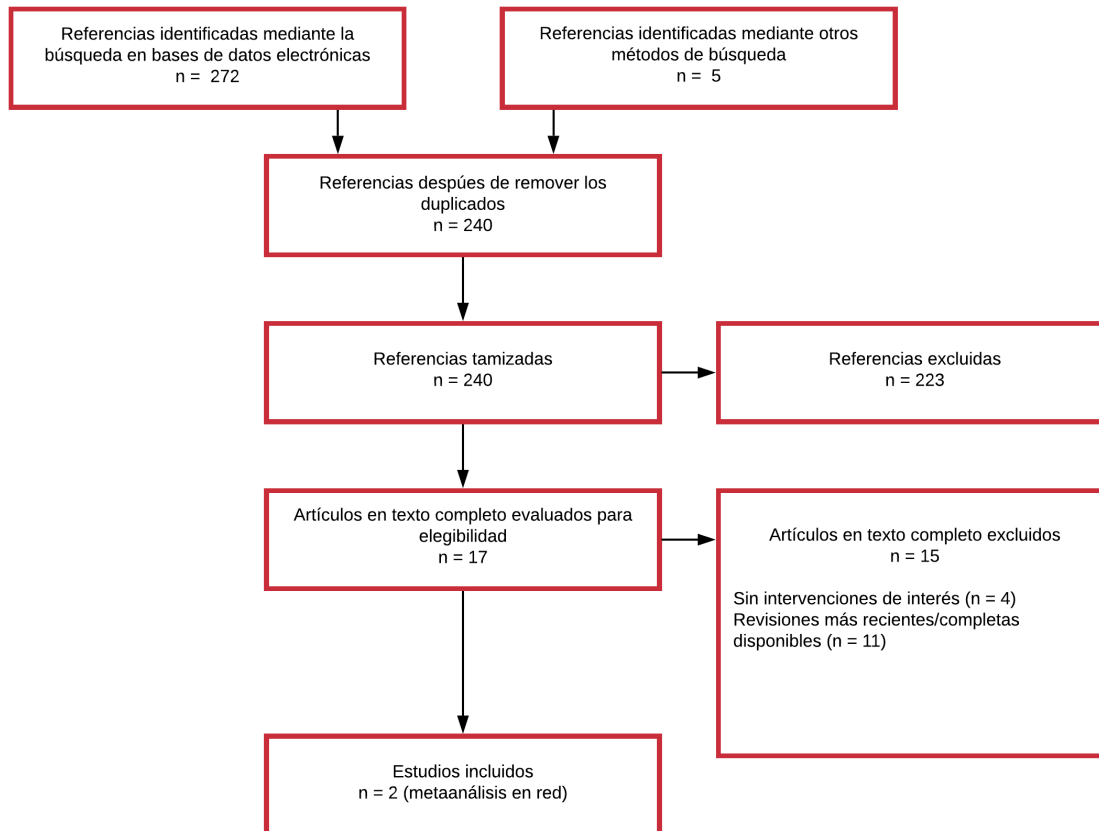 Referencias identificadas mediante la
búsqueda en bases de datos electrónicas
n = 272
Referencias identificadas mediante otros
métodos de búsqueda
n = 5
Referencias despúes de remover los
duplicados
n = 240
Referencias tamizadas
n = 240
Referencias excluidas
n = 223
Artículos en texto completo evaluados para
elegibilidad
n = 17
Artículos en texto completo excluidos
n = 15
Sin intervenciones de interés (n = 4)
Revisiones más recientes/completas
disponibles (n = 11)
Estudios incluidos
n = 2 (metaanálisis en red)